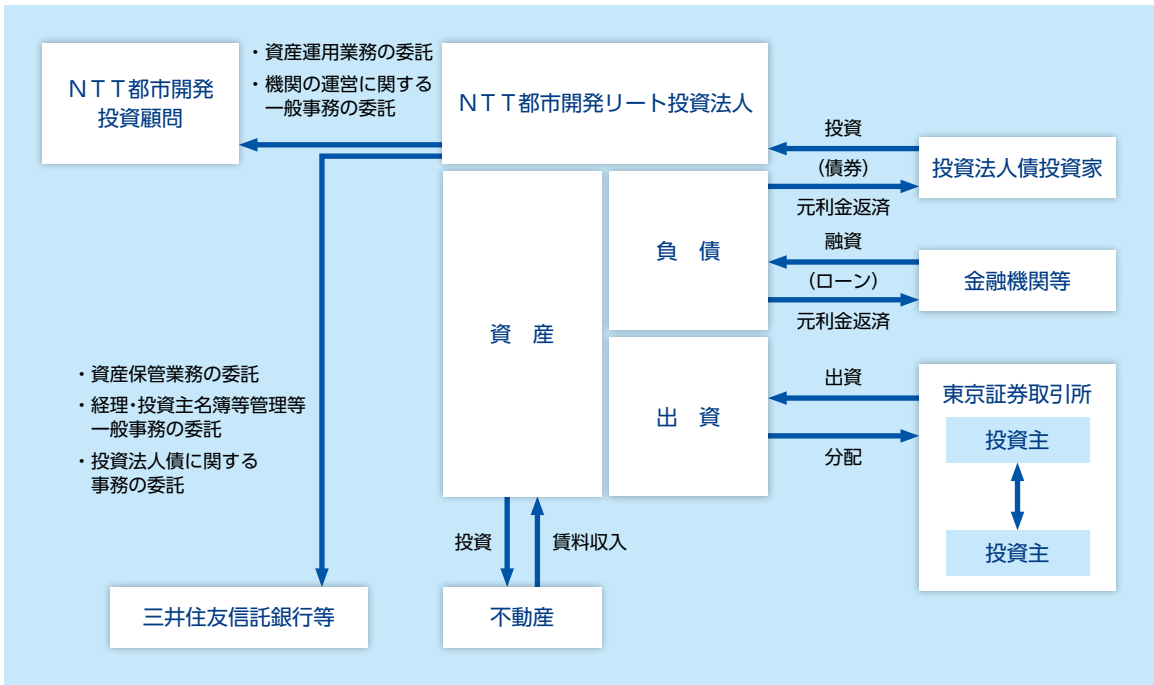 NTT都市開発
投資顧問
・資産運用業務の委託
・機関の運営に関する
一般事務の委託
NTT都市開発リート投資法人
投資
(債券)
元利金返済
投資法人債投資家
資 産
負 債
融資
(ローン)
元利金返済
金融機関等
出 資
出資
分配
東京証券取引所
投資主
投資主
・資産保管業務の委託
・経理・投資主名簿等管理等
一般事務の委託
・投資法人債に関する
事務の委託
投資
賃料収入
三井住友信託銀行等
不動産